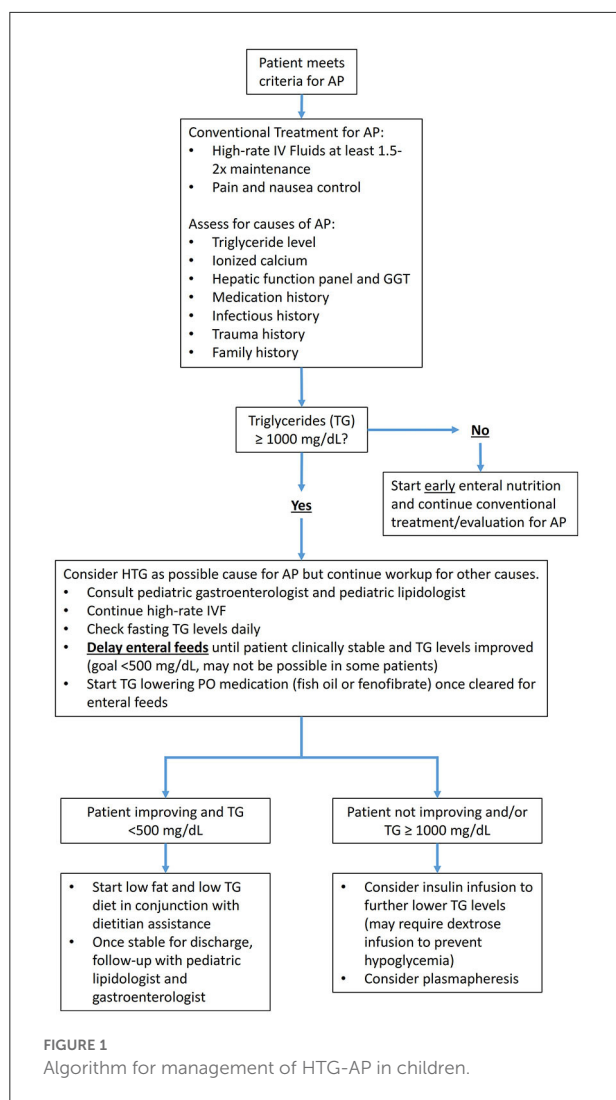 Patient meets
criteria for AP
Conventional Treatment for AP:
• High-rate IV Fluids at least 1.5-
2x maintenance
• Pain and nausea control
Assess for causes of AP:
• Triglyceride level
• Ionized calcium
• Hepatic function panel and GGT
• Medication history
• Infectious history
• Trauma history
• Family history
Triglycerides (TG)
≥ 1000 mg/dL?
No
Start early enteral nutrition
and continue conventional
treatment/evaluation for AP
Yes
Consider HTG as possible cause for AP but continue workup for other causes.
• Consult pediatric gastroenterologist and pediatric lipidologist
• Continue high-rate IVF
• Check fasting TG levels daily
• Delay enteral feeds until patient clinically stable and TG levels improved
(goal <500 mg/dL, may not be possible in some patients)
• Start TG lowering PO medication (fish oil or fenofibrate) once cleared for
enteral feeds
Patient improving and TG
<500 mg/dL
• Start low fat and low TG
diet in conjunction with
dietitian assistance
• Once stable for discharge,
follow-up with pediatric
lipidologist and
gastroenterologist
Patient not improving and/or
TG ≥ 1000 mg/dL
• Consider insulin infusion to
further lower TG levels
(may require dextrose
infusion to prevent
hypoglycemia)
• Consider plasmapheresis
FIGURE 1
Algorithm for management of HTG-AP in children.